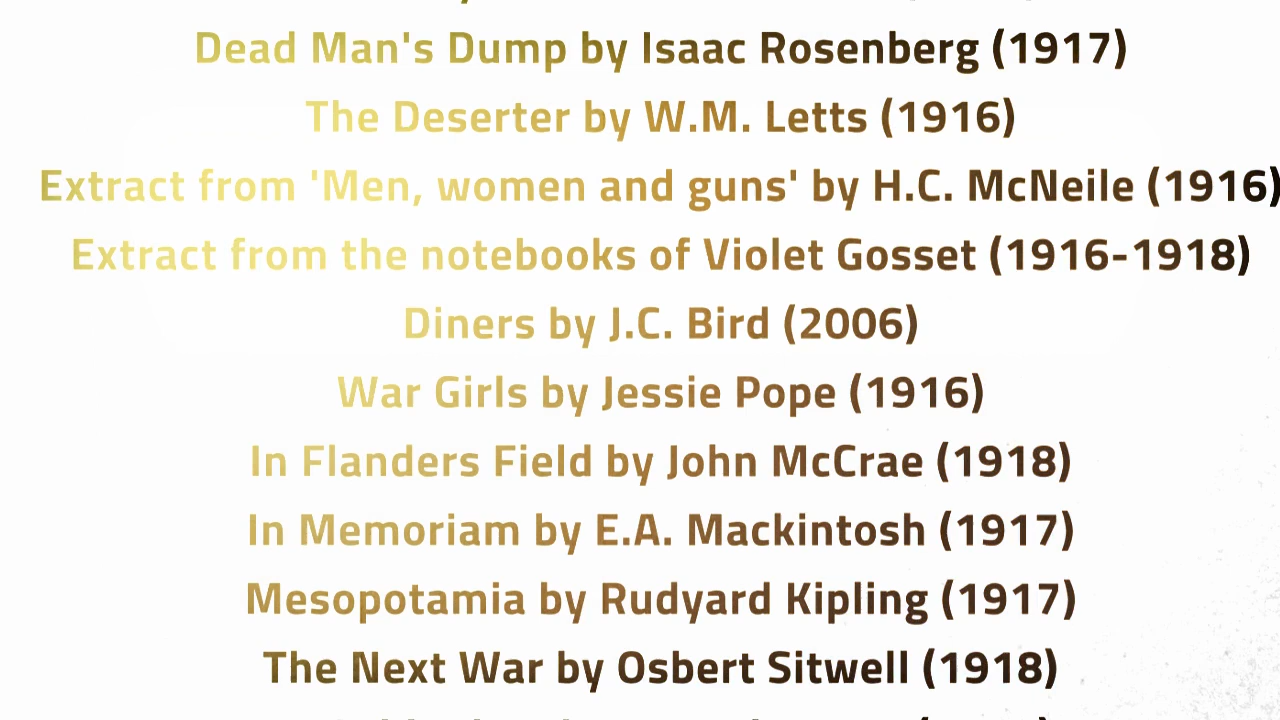 Dead Man's Dump by Isaac Rosenberg (1917)
The Deserter by W.M. Letts (1916)
Extract from 'Men, women and guns' by H.C. McNeile (1916)
Extract from the notebooks of Violet Gosset (1916-1918)
Diners by J.C. Bird (2006)
War Girls by Jessie Pope (1916)
In Flanders Field by John McCrae (1918)
In Memoriam by E.A. Mackintosh (1917)
Mesopotamia by Rudyard Kipling (1917)
The Next War by Osbert Sitwell (1918)